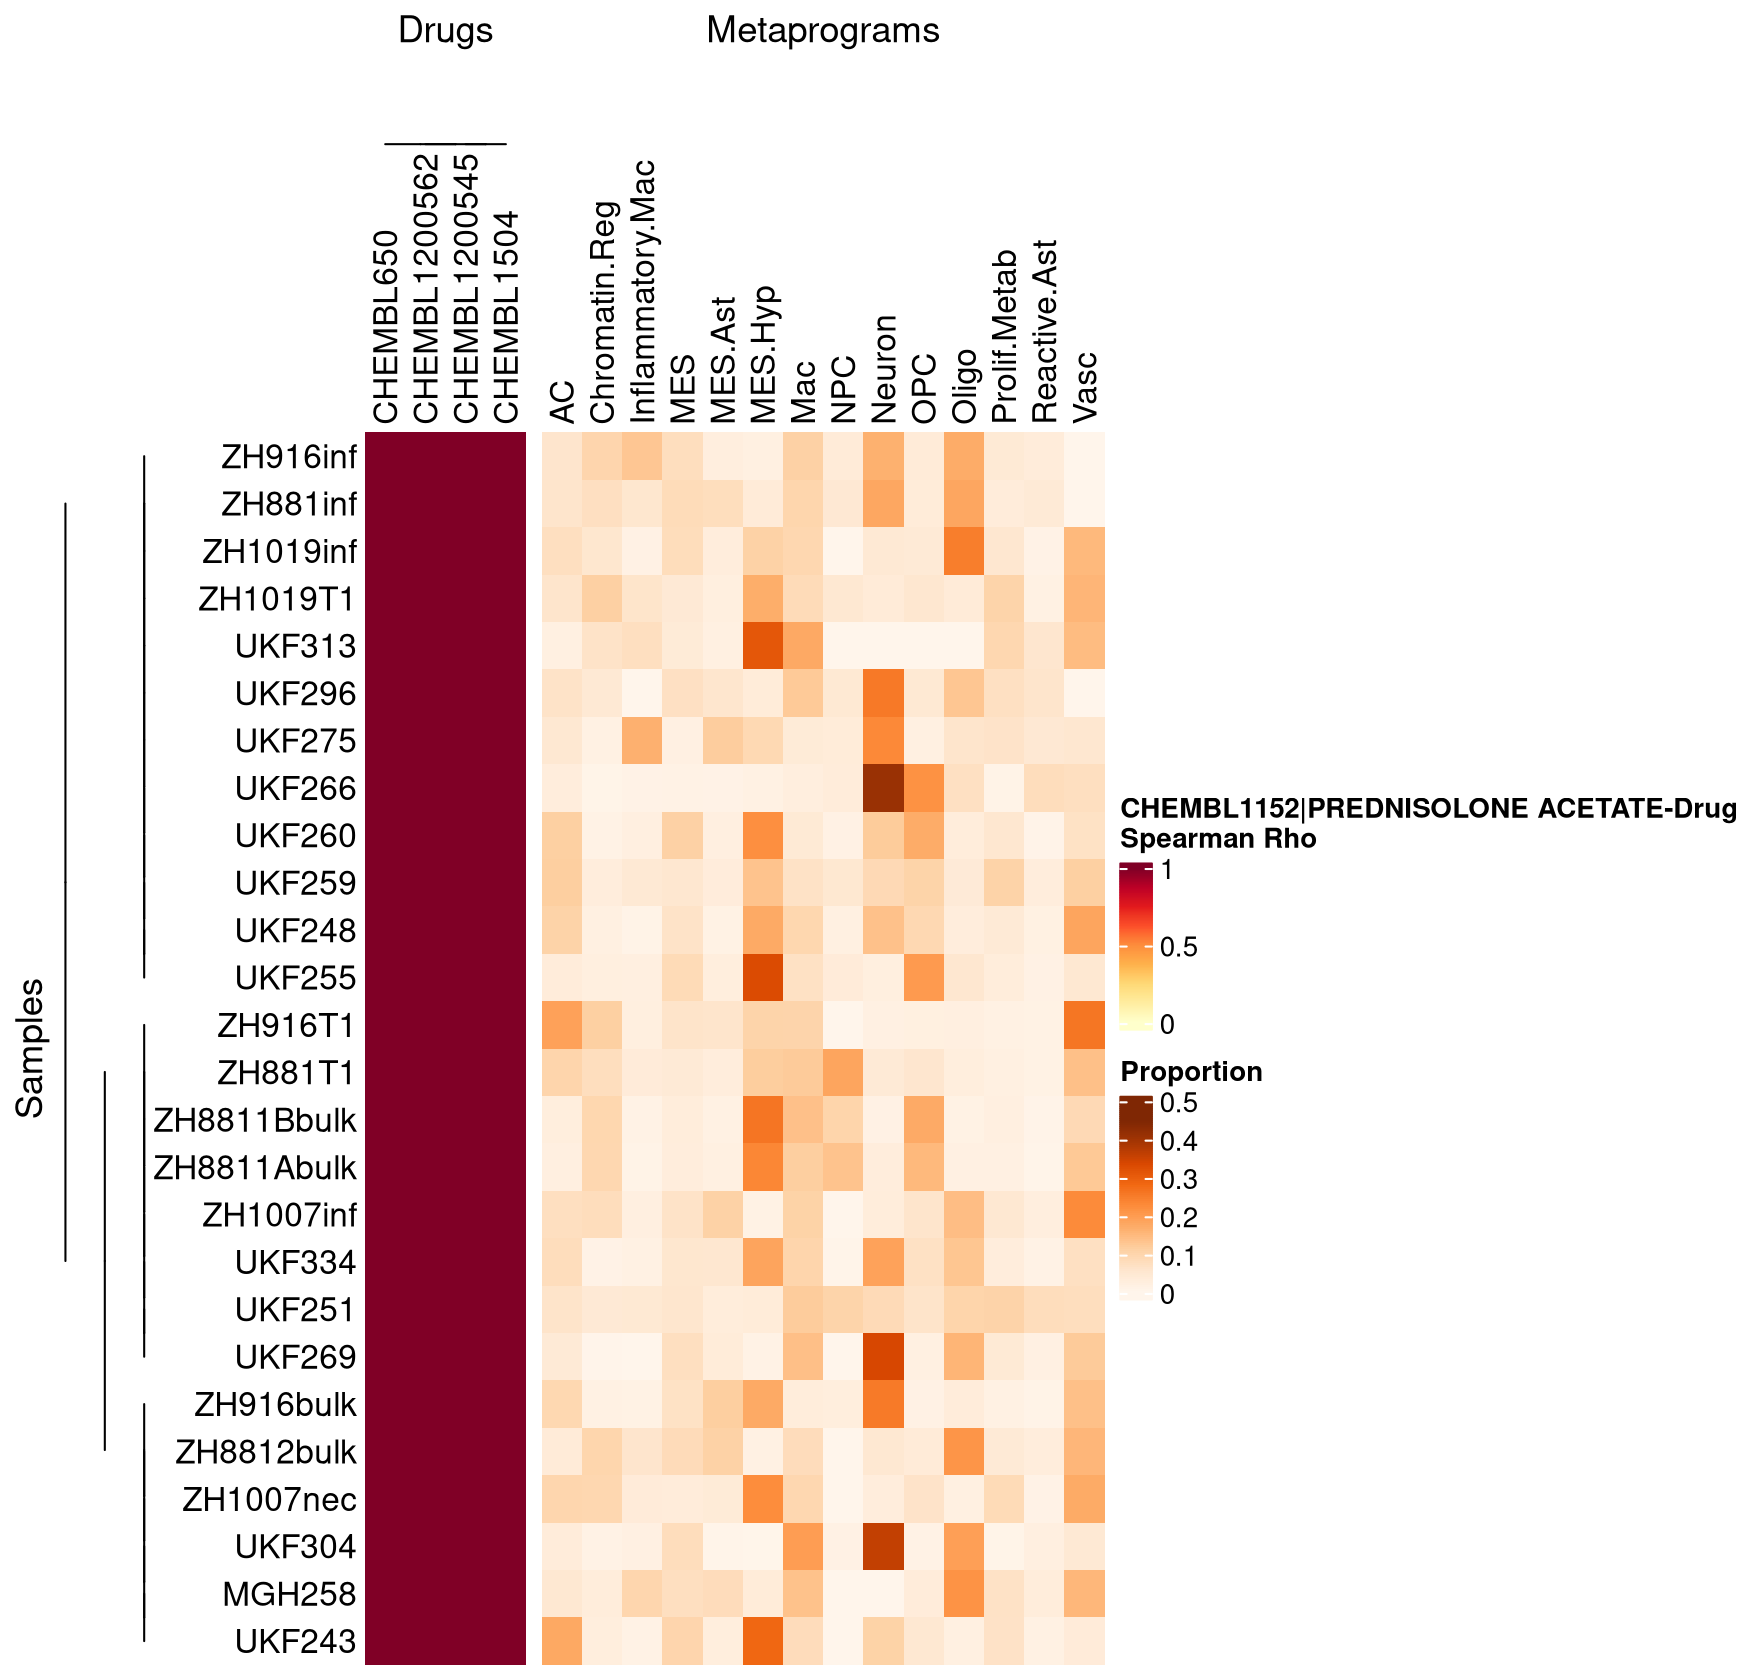 Drugs
Metaprograms
CHEMBL650
CHEMBL1200562
CHEMBL1200545
CHEMBL1504
AC
Chromatin.Reg
Inflammatory.Mac
MES
MES.Ast
MES.Hyp
Mac
NPC
Neuron
OPC
Oligo
Prolif.Metab
Reactive.Ast
Vasc
Samples
ZH916inf
ZH881inf
ZH1019inf
ZH1019T1
UKF313
UKF296
UKF275
UKF266
UKF260
UKF259
UKF248
UKF255
ZH916T1
ZH881T1
ZH8811Bbulk
ZH8811Abulk
ZH1007inf
UKF334
UKF251
UKF269
ZH916bulk
ZH8812bulk
ZH1007nec
UKF304
MGH258
UKF243
CHEMBL1152|PREDNISOLONE ACETATE-Drug
Spearman Rho
1
0.5
0
Proportion
0.5
0.4
0.3
0.2
0.1
0